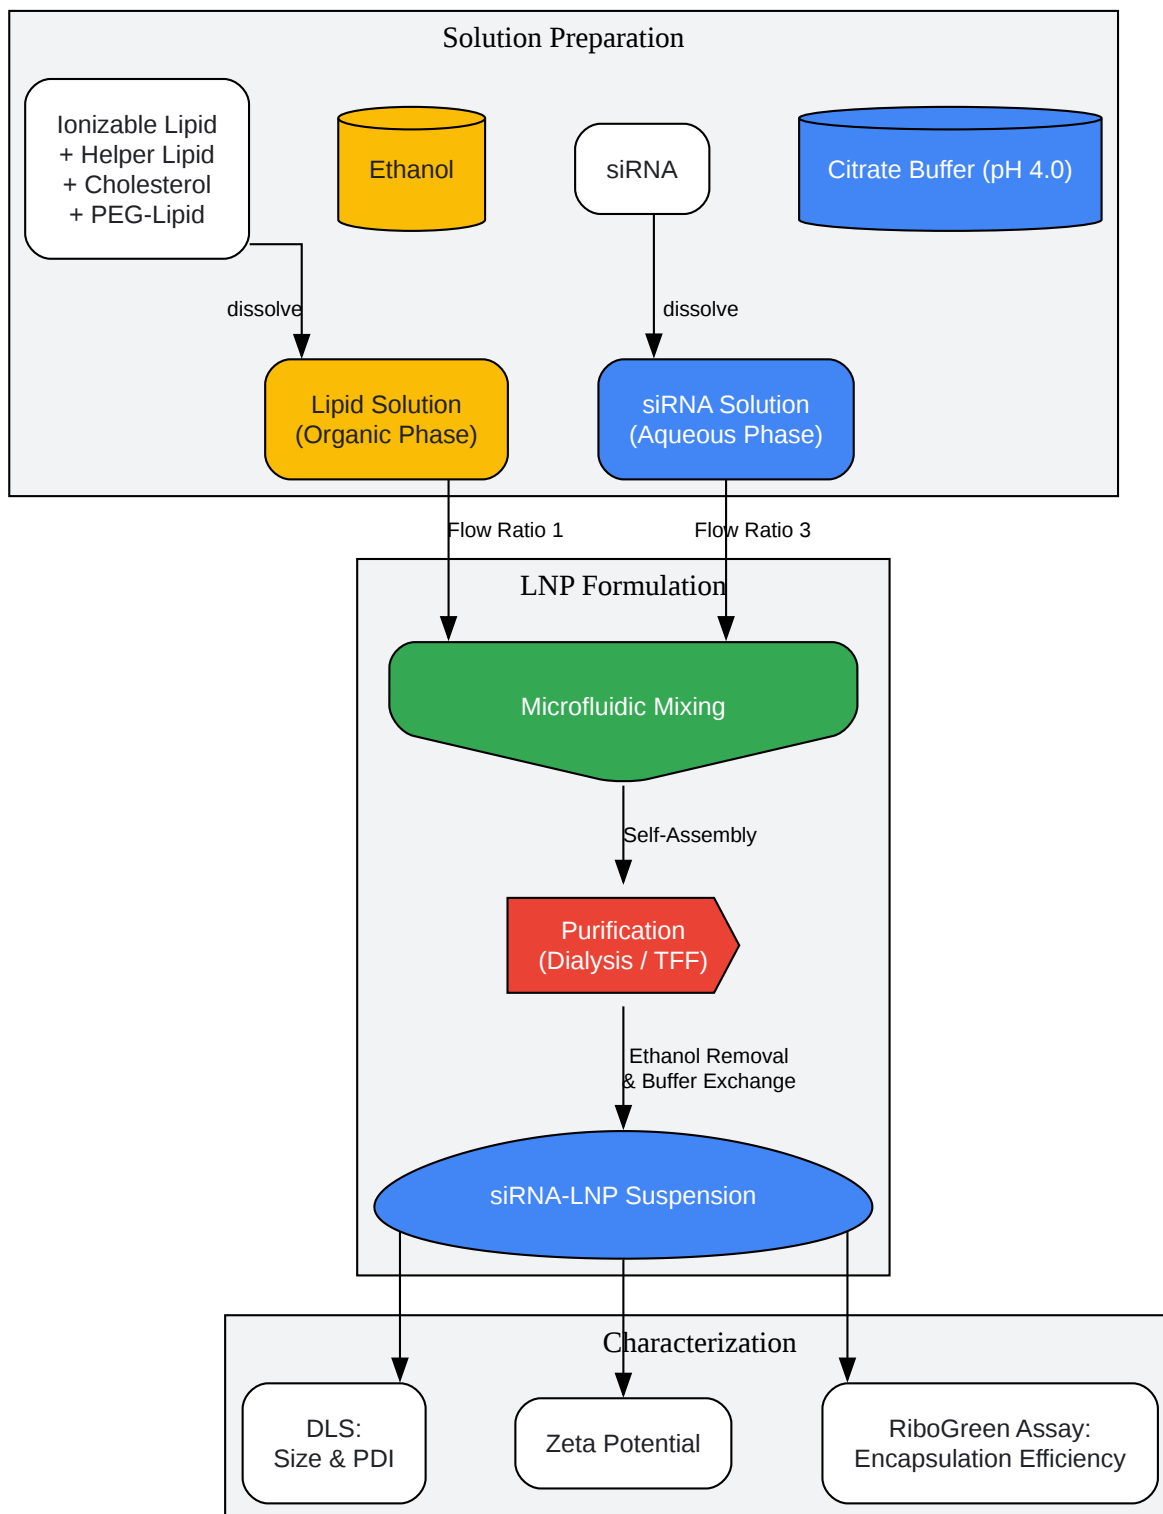 Solution Preparation
Ionizable Lipid
+ Helper Lipid
+ Cholesterol
+ PEG-Lipid
Ethanol
siRNA
Citrate Buffer (pH 4.0)
dissolve
dissolve
Lipid Solution
(Organic Phase)
siRNA Solution
(Aqueous Phase)
Flow Ratio 1
Flow Ratio 3
LNP Formulation
Microfluidic Mixing
Self-Assembly
Purification
(Dialysis / TFF)
Ethanol Removal
& Buffer Exchange
siRNA-LNP Suspension
Characterization
DLS:
Size & PDI
Zeta Potential
RiboGreen Assay:
Encapsulation Efficiency